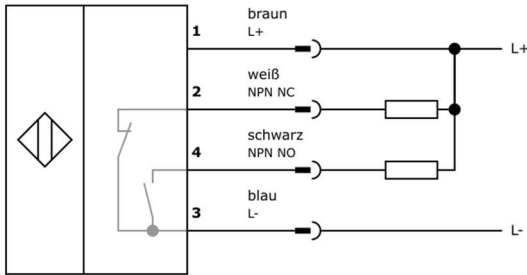 braun
1 L+
L+
weiß
2 NPN NC
schwarz
4 NPN NO
blau
3 L-
L-